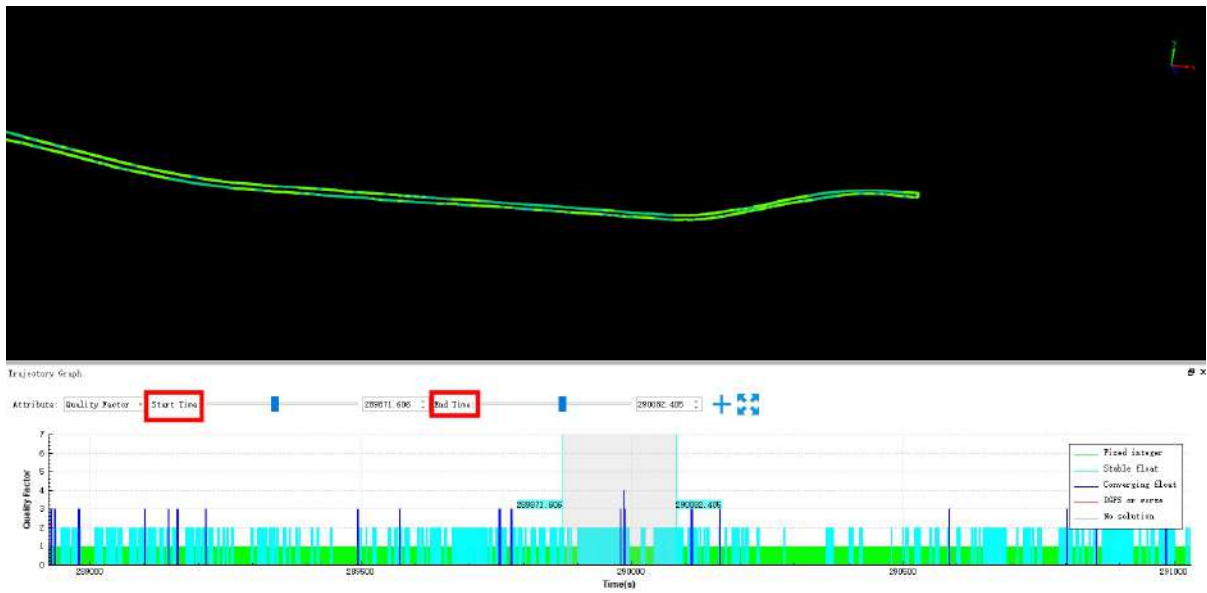 Trajectory Graph
Attribute: Quality Factor Start Time: 289871.606 End Time: 290082.405
7
6
5
4
3
2
1
0
Quality Factor
289871.606
290082.405
Fixed integer
Stable float
Converging float
DGPS or worse
No solution
289000
289500
290000
290500
291000
Time(s)